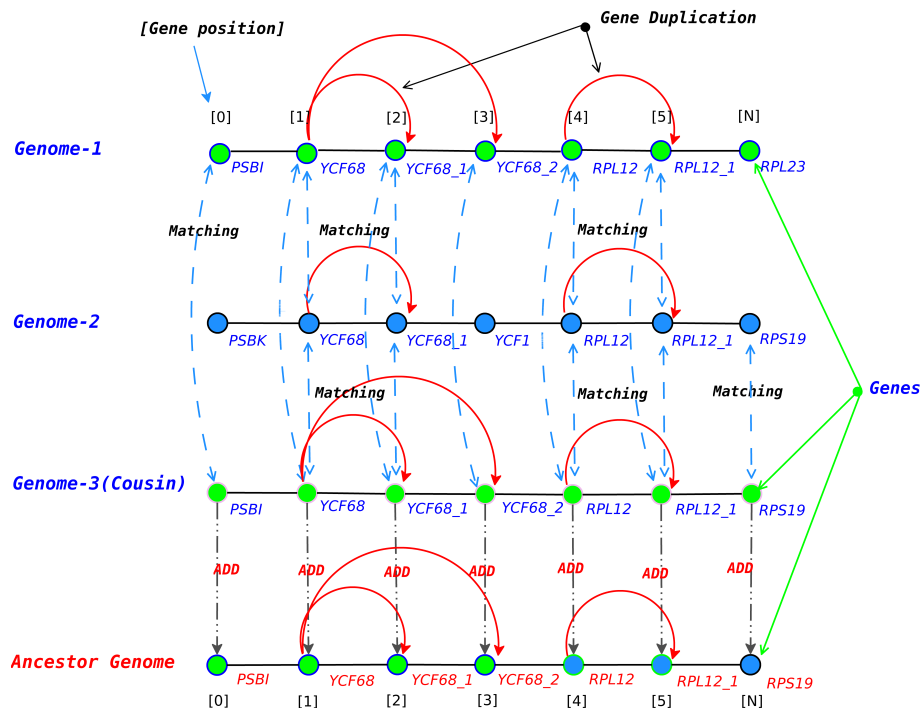 Gene Duplication
[Gene position]
[0] [1] [2] [3] [4] [5] [N]
Genome-1
PSBI YCF68 YCF68_1 YCF68_2 RPL12 RPL12_1 RPL23
Matching Matching Matching
Genome-2
PSBK YCF68 YCF68_1 YCF1 RPL12 RPL12_1 RPS19
Matching Matching Matching
Genes
Genome-3(Cousin)
PSBI YCF68 YCF68_1 YCF68_2 RPL12 RPL12_1 RPS19
ADD ADD ADD ADD ADD ADD ADD
Ancestor Genome
PSBI YCF68 YCF68_1 YCF68_2 RPL12 RPL12_1 RPS19
[0] [1] [2] [3] [4] [5] [N]